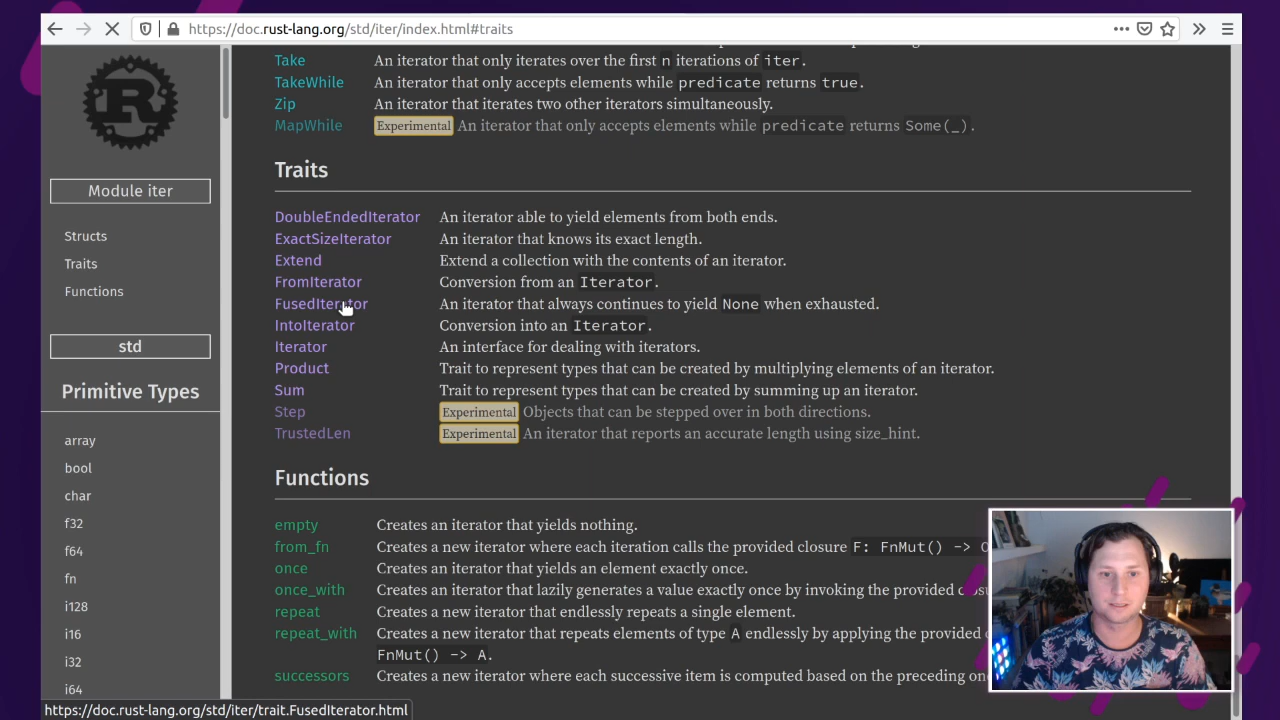 https://doc.rust-lang.org/std/iter/index.html#traits
R
Module iter
Structs
Traits
Functions
std
Primitive Types
array
bool
char
f32
f64
fn
i128
i16
i32
i64
Take An iterator that only iterates over the first n iterations of iter.
TakeWhile An iterator that only accepts elements while predicate returns true.
Zip An iterator that iterates two other iterators simultaneously.
MapWhile Experimental An iterator that only accepts elements while predicate returns Some(_).
Traits
DoubleEndedIterator An iterator able to yield elements from both ends.
ExactSizeIterator An iterator that knows its exact length.
Extend Extend a collection with the contents of an iterator.
FromIterator Conversion from an Iterator.
FusedIterator An iterator that always continues to yield None when exhausted.
IntoIterator Conversion into an Iterator.
Iterator An interface for dealing with iterators.
Product Trait to represent types that can be created by multiplying elements of an iterator.
Sum Trait to represent types that can be created by summing up an iterator.
Step Experimental Objects that can be stepped over in both directions.
TrustedLen Experimental An iterator that reports an accurate length using size_hint.
Functions
empty Creates an iterator that yields nothing.
from_fn Creates a new iterator where each iteration calls the provided closure F: FnMut() ->
once Creates an iterator that yields an element exactly once.
once_with Creates an iterator that lazily generates a value exactly once by invoking the provided
repeat Creates a new iterator that endlessly repeats a single element.
repeat_with Creates a new iterator that repeats elements of type A endlessly by applying the provided
FnMut() -> A.
successors Creates a new iterator where each successive item is computed based on the preceding
https://doc.rust-lang.org/std/iter/trait.FusedIterator.html